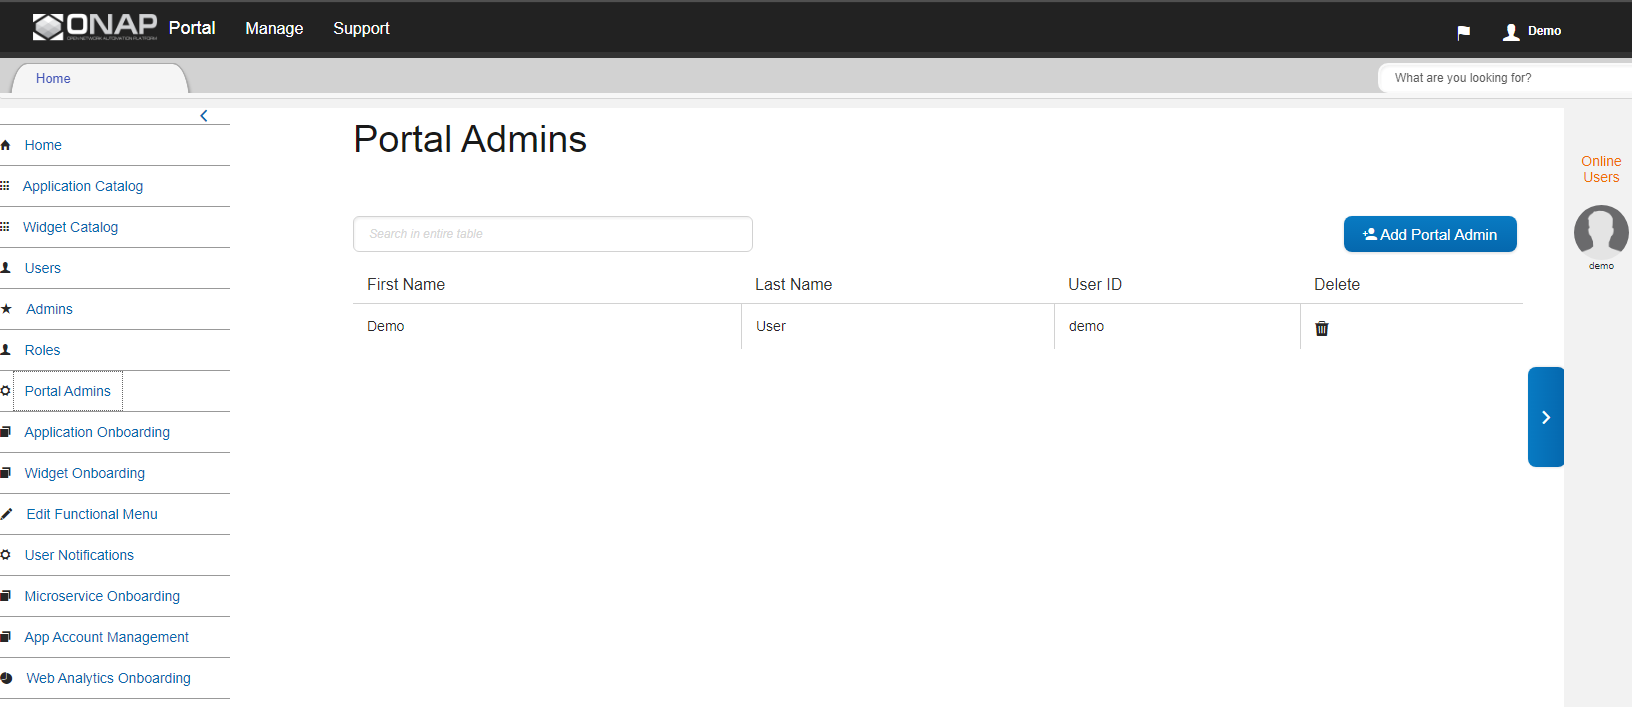 ONAP Portal Manage Support
OPEN NETWORK AUTOMATION PLATFORM
Demo
Home
What are you looking for?
Home
Application Catalog
Widget Catalog
Users
Admins
Roles
Portal Admins
Application Onboarding
Widget Onboarding
Edit Functional Menu
User Notifications
Microservice Onboarding
App Account Management
Web Analytics Onboarding
Portal Admins
Search in entire table
Add Portal Admin
First Name Last Name User ID Delete
Demo User demo
Online
Users
demo